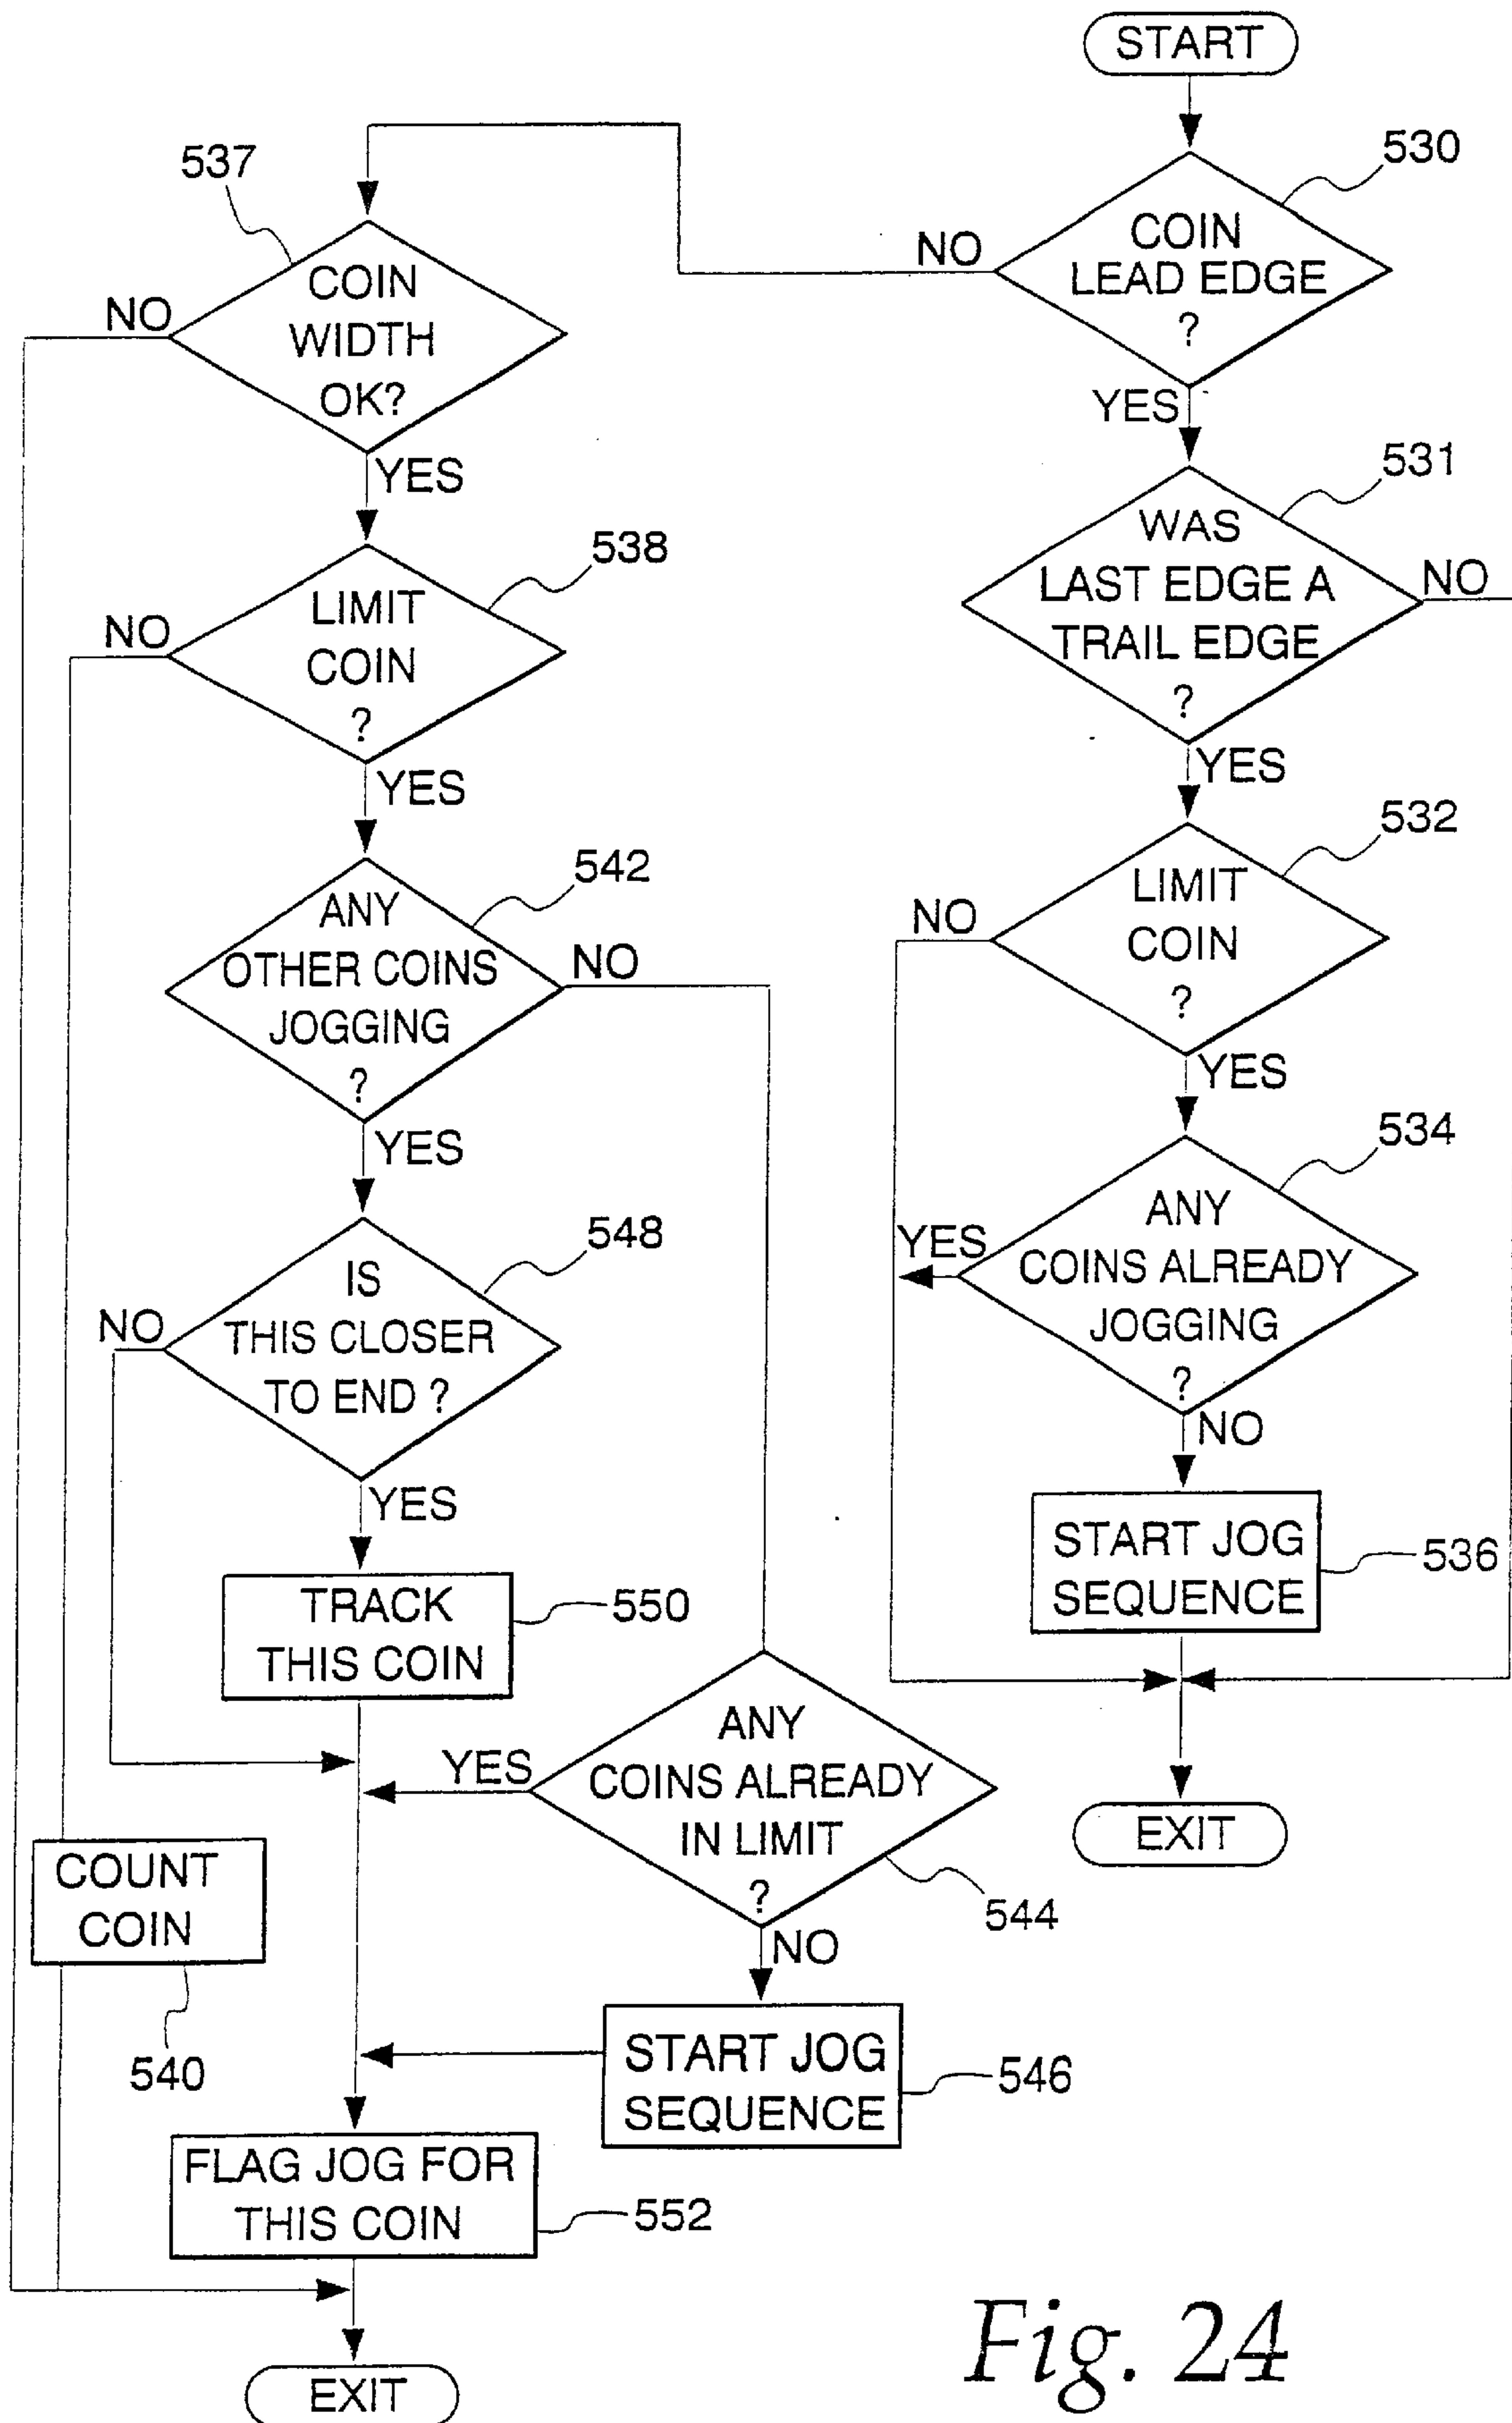 START
530
COIN
LEAD EDGE
?
NO
YES
531
WAS
LAST EDGE A
TRAIL EDGE
?
NO
YES
532
LIMIT
COIN
?
NO
YES
534
ANY
COINS ALREADY
JOGGING
?
YES
NO
START JOG
SEQUENCE
536
EXIT
537
COIN
WIDTH
OK?
NO
YES
538
LIMIT
COIN
?
NO
YES
542
ANY
OTHER COINS
JOGGING
?
NO
YES
548
IS
THIS CLOSER
TO END ?
NO
YES
TRACK
THIS COIN
550
ANY
COINS ALREADY
IN LIMIT
?
YES
544
NO
COUNT
COIN
540
START JOG
SEQUENCE
546
FLAG JOG FOR
THIS COIN
552
EXIT
Fig. 24